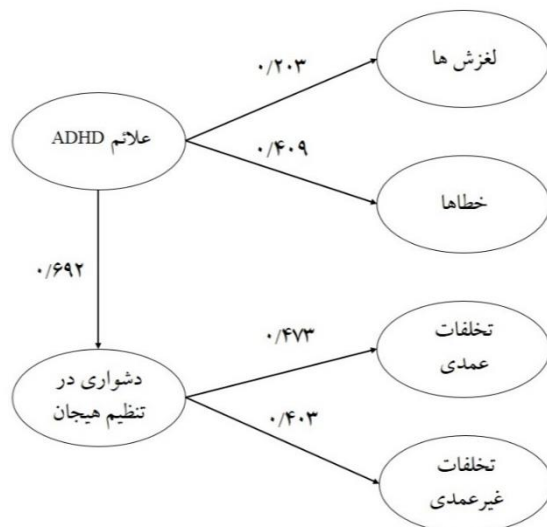 لغزش ها
۰/۲۰۳
علائم ADHD
۰/۴۰۹
خطاها
۰/۶۹۲
تخلفات
عمدی
۰/۴۷۳
دشواری در
تنظیم هیجان
۰/۴۰۳
تخلفات
غیرعمدی